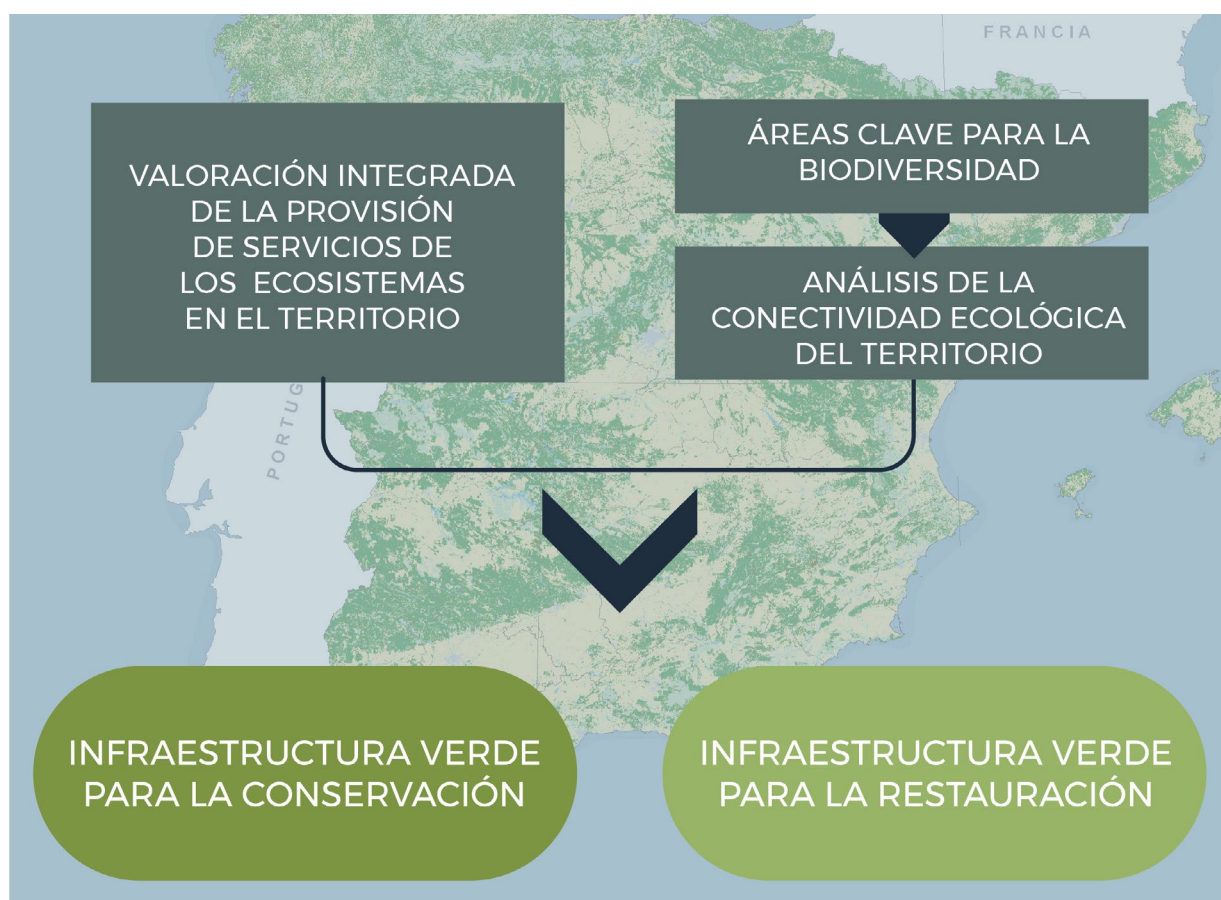 FRANCIA
VALORACIÓN INTEGRADA
DE LA PROVISIÓN
DE SERVICIOS DE
LOS ECOSISTEMAS
EN EL TERRITORIO
ÁREAS CLAVE PARA LA
BIODIVERSIDAD
ANÁLISIS DE LA
CONECTIVIDAD ECOLÓGICA
DEL TERRITORIO
PORTUG
INFRAESTRUCTURA VERDE
PARA LA CONSERVACIÓN
INFRAESTRUCTURA VERDE
PARA LA RESTAURACIÓN